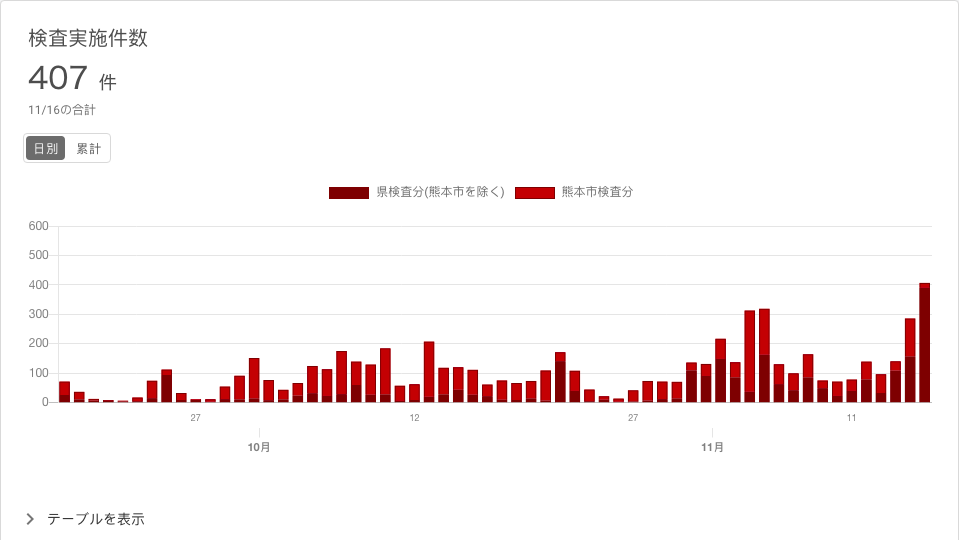 検査実施件数
407 件
11/16の合計
日別 累計
県検査分(熊本市を除く) 熊本市検査分
600
500
400
300
200
100
0
27 12 27 11
10月 11月
テーブルを表示